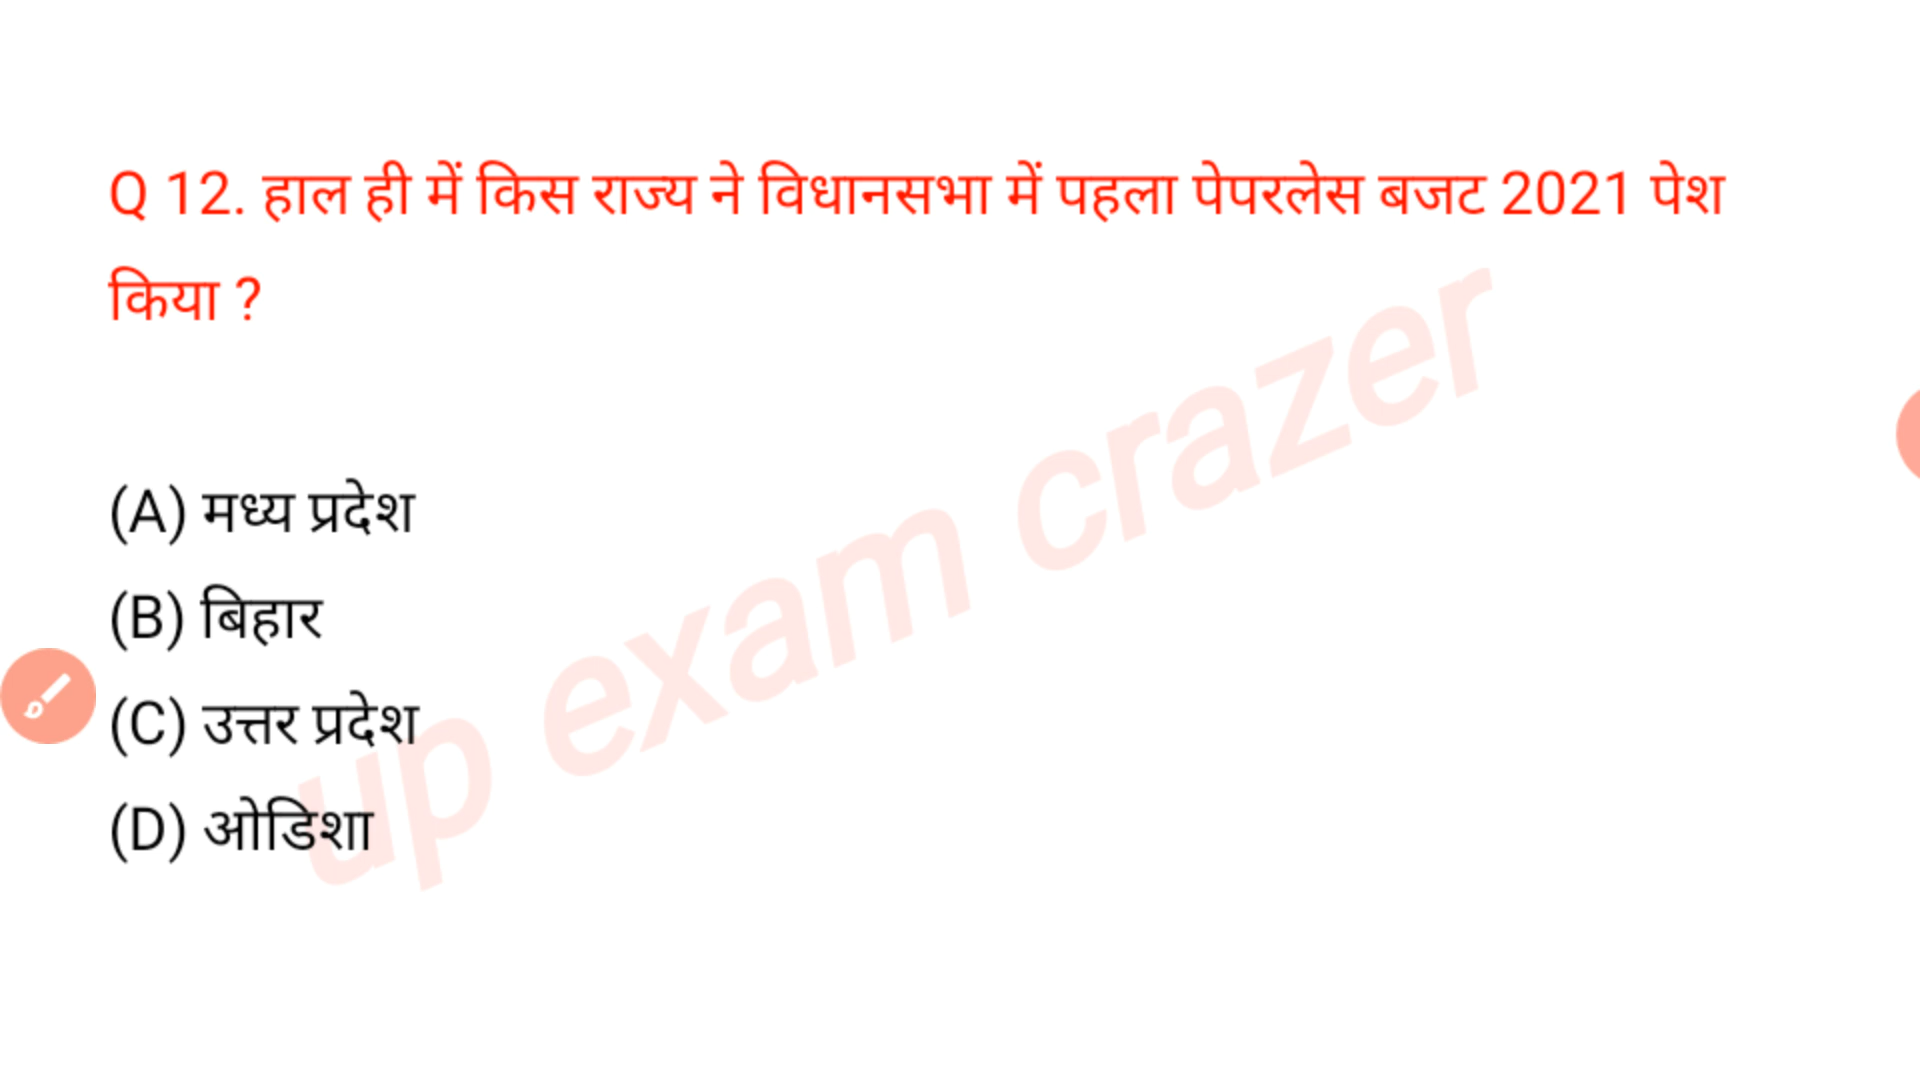 Q 12. हाल ही में किस राज्य ने विधानसभा में पहला पेपरलेस बजट 2021 पेश
किया ?
(A) मध्य प्रदेश
(B) बिहार
(C) उत्तर प्रदेश
(D) ओडिशा
up exam crazer